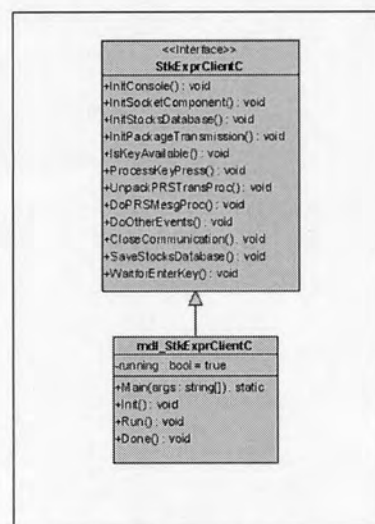 <<Interface>>
StkExprClientC
+InitConsole() : void
+InitSocketComponent() : void
+InitStocksDatabase() : void
+InitPackageTransmission() : void
+IsKeyAvailable() : void
+ProcessKeyPress() : void
+UnpackPRSTransProc() : void
+DoPRSMesgProc() : void
+DoOtherEvents() : void
+CloseCommunication() : void
+SaveStocksDatabase() : void
+WaitforEnterKey() : void
mdl_StkExprClientC
-running : bool = true
+Main(args : string[]) : static
+Init() : void
+Run() : void
+Done() : void